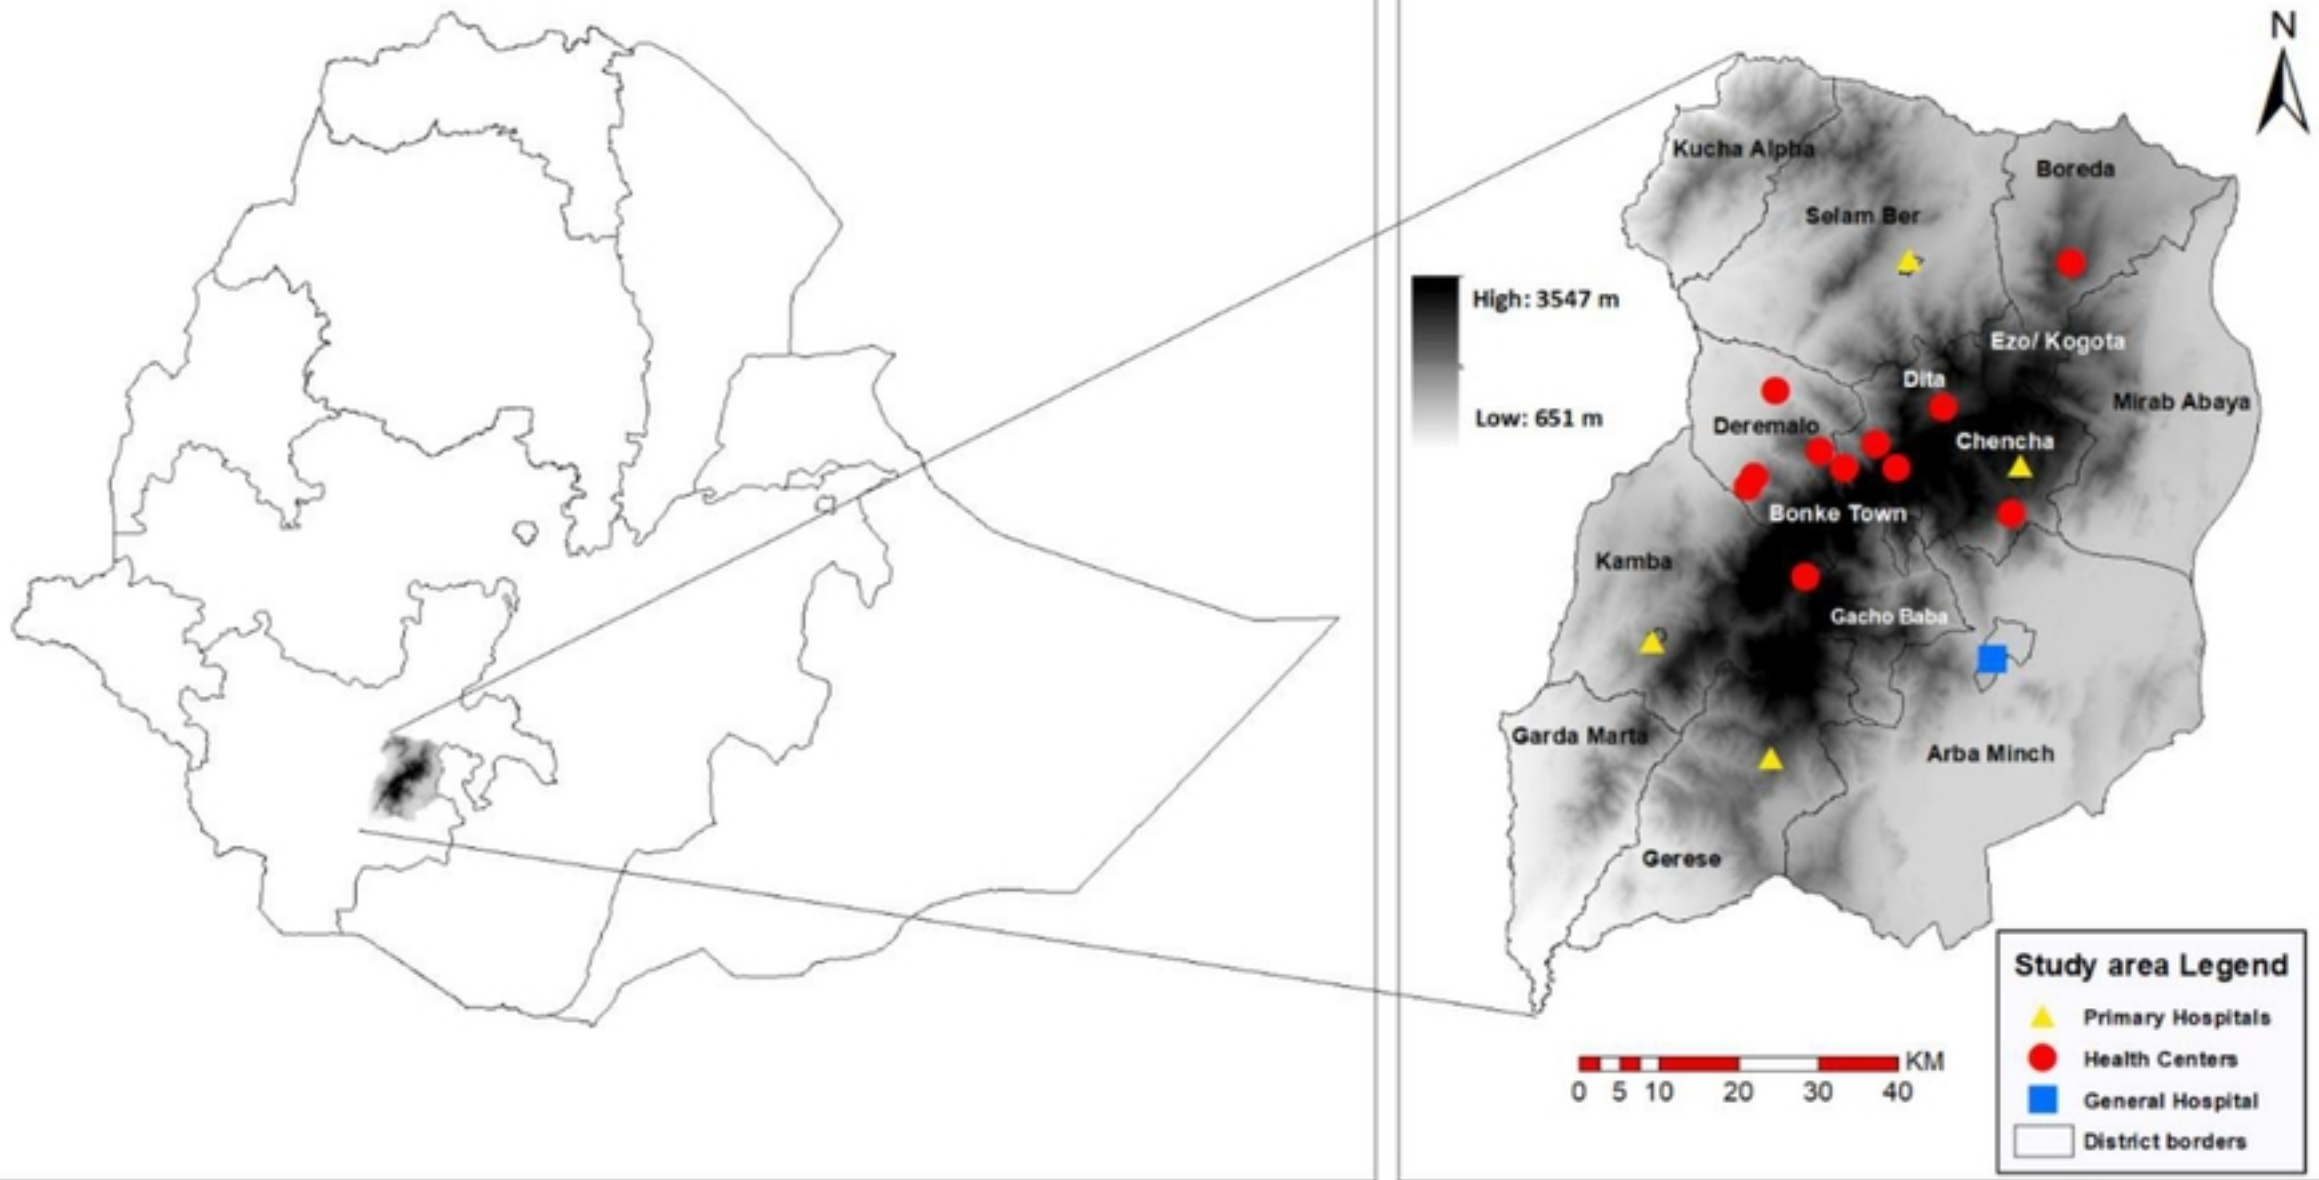 N
Kucha Alpha
Boreda
Selam Ber
High: 3547 m
Ezo/ Kogota
Dita
Mirab Abaya
Low: 651 m
Deremalo
Chencha
Bonke Town
Kamba
Gacho Baba
Garda Marta
Arba Minch
Gerese
Study area Legend
Primary Hospitals
Health Centers
General Hospital
District borders
KM
0 5 10 20 30 40